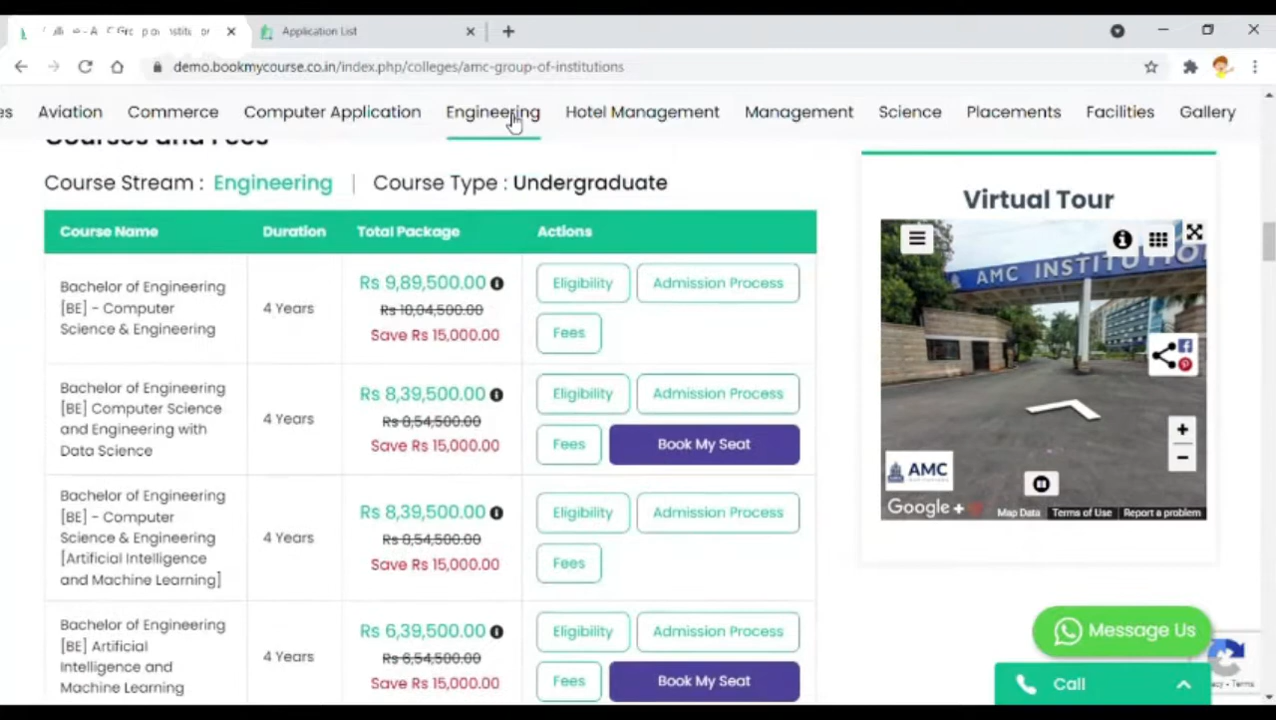 Application List
demo.bookmycourse.co.in/index.php/colleges/amc-group-of-institutions
es Aviation Commerce Computer Application Engineering Hotel Management Management Science Placements Facilities Gallery
Courses and Fees
Course Stream : Engineering | Course Type : Undergraduate
Course Name Duration Total Package Actions
Bachelor of Engineering
[BE] - Computer
Science & Engineering
4 Years
Rs 9,89,500.00
Rs 10,04,500.00
Save Rs 15,000.00
Eligibility Admission Process
Fees
Bachelor of Engineering
[BE] Computer Science
and Engineering with
Data Science
4 Years
Rs 8,39,500.00
Rs 8,54,500.00
Save Rs 15,000.00
Eligibility Admission Process
Fees Book My Seat
Bachelor of Engineering
[BE] - Computer
Science & Engineering
[Artificial Intelligence
and Machine Learning]
4 Years
Rs 8,39,500.00
Rs 8,54,500.00
Save Rs 15,000.00
Eligibility Admission Process
Fees
Bachelor of Engineering
[BE] Artificial
Intelligence and
Machine Learning
4 Years
Rs 6,39,500.00
Rs 6,54,500.00
Save Rs 15,000.00
Eligibility Admission Process
Fees Book My Seat
Virtual Tour
AMC INSTITUTIO
AMC
Google+
Map Data Terms of Use Report a problem
Message Us
Call
- Terms